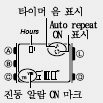 타이머 음 표시
Auto repeat
Hours
ON 표시
Ⓐ
Ⓑ
Ⓒ
Ⓛ
진동 알람 ON 마크